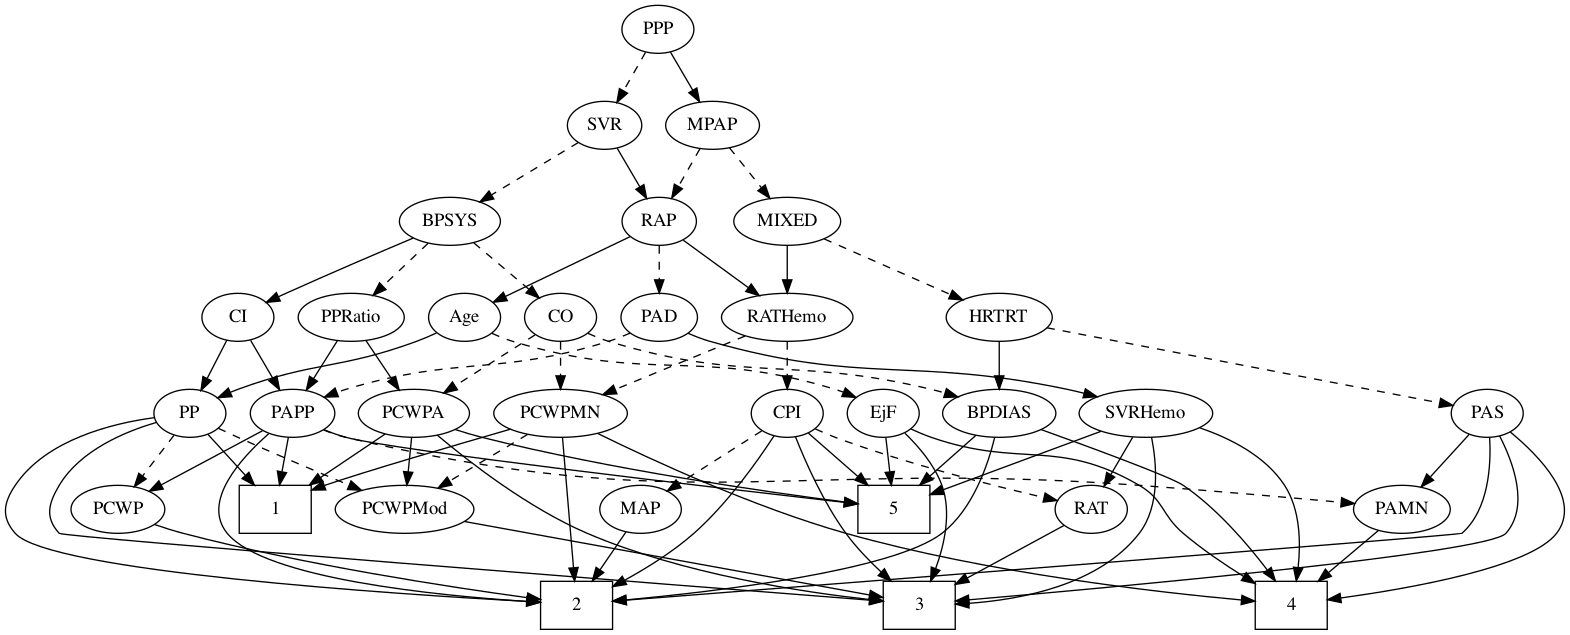 PPP
SVR
MPAP
BPSYS
RAP
MIXED
CI
PPRatio
Age
CO
PAD
RATHemo
HRTRT
PP
PAPP
PCWPA
PCWPMN
CPI
EjF
BPDIAS
SVRHemo
PAS
PCWP
1
PCWPMod
MAP
5
RAT
PAMN
2
3
4